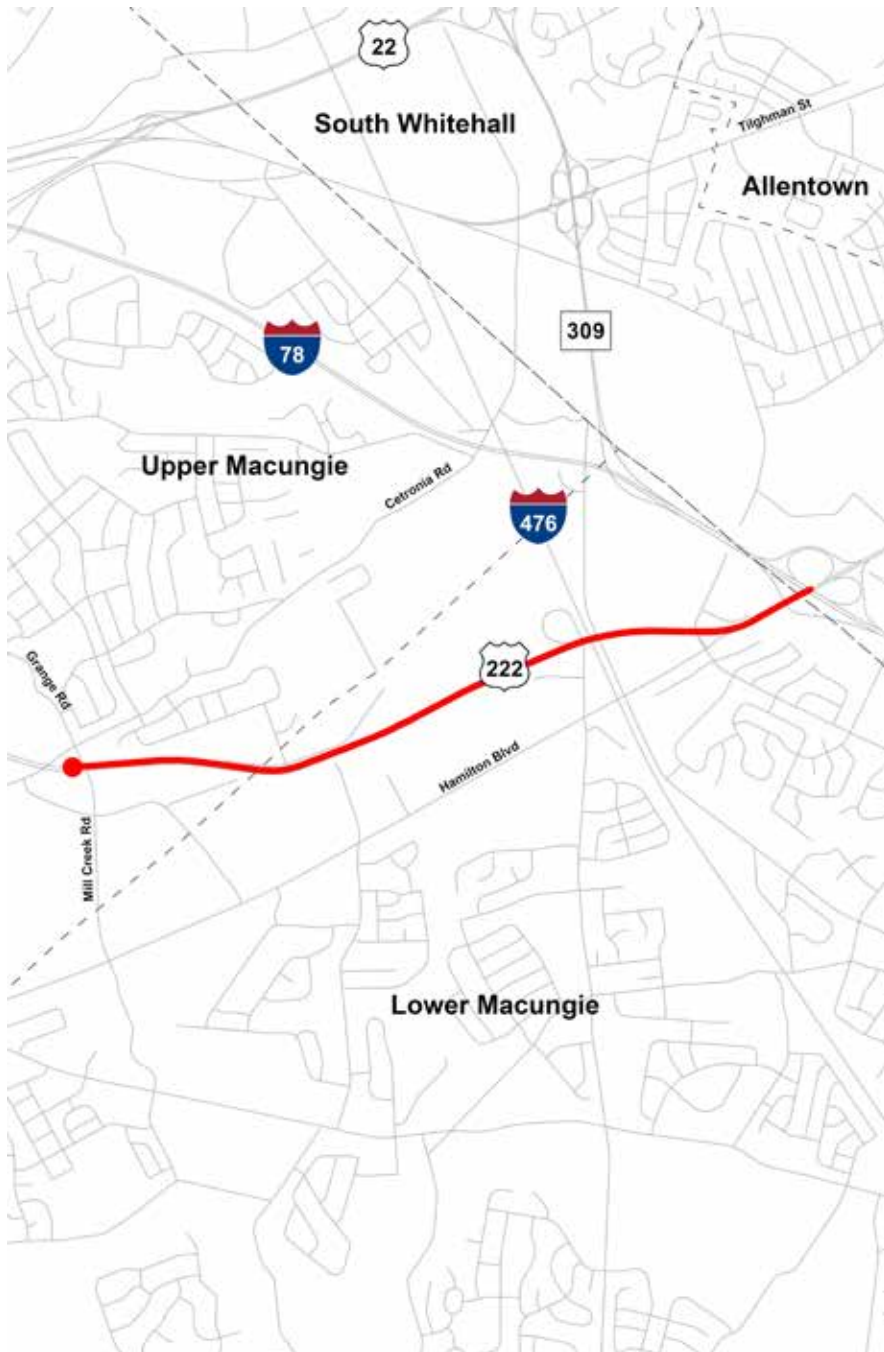 22
South Whitehall
Tilghman St
Allentown
309
78
Upper Macungie
Cetronia Rd
476
Grange Rd
222
Hamilton Blvd
Mill Creek Rd
Lower Macungie